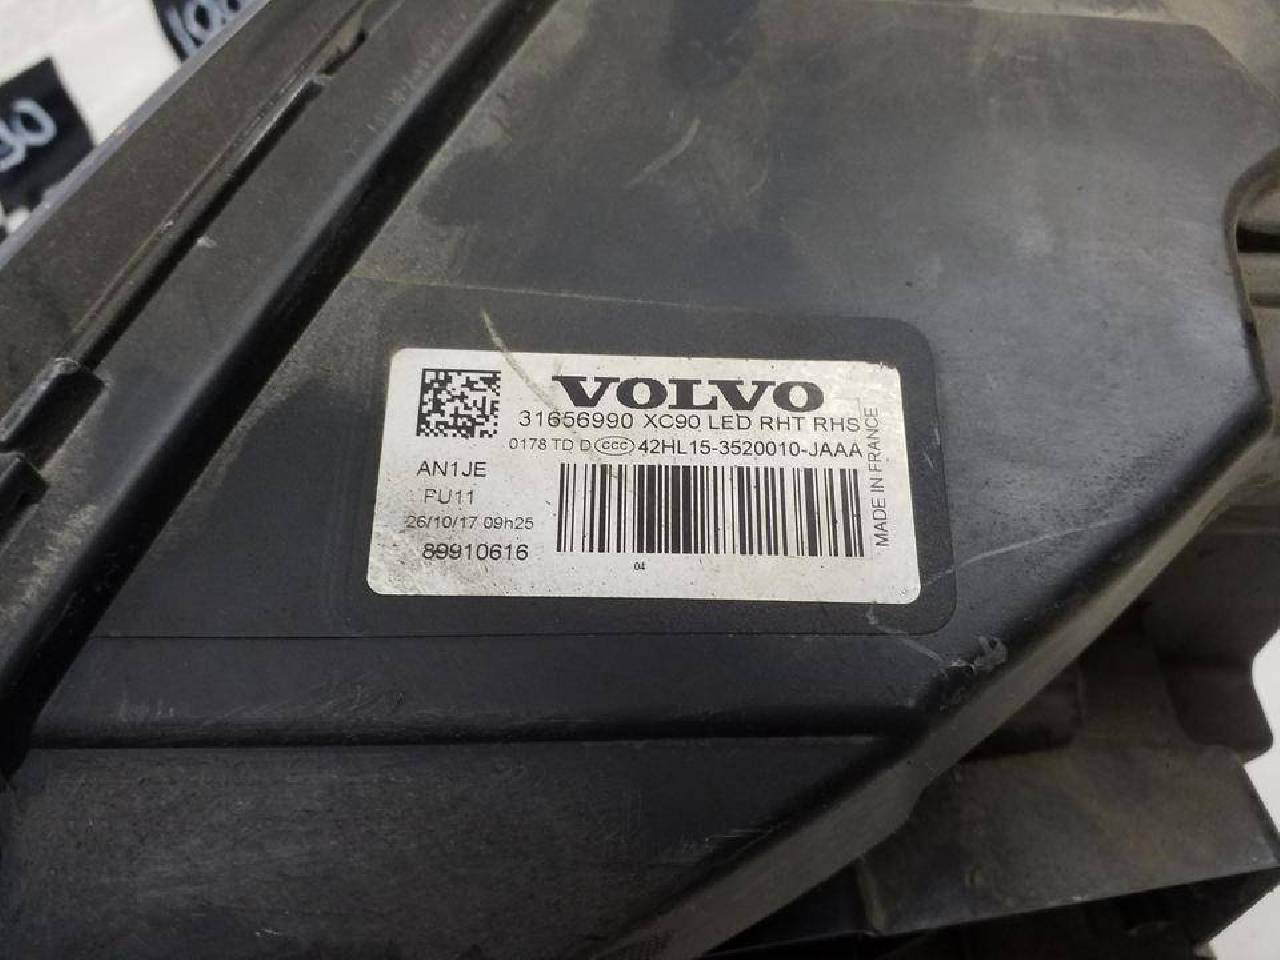 VOLVO
31656990 XC90 LED RHT RHS
0178 TD D CCC 42HL15-3520010-JAAA
AN1JE
PU11
26/10/17 09h25
89910616
04
MADE IN FRANCE